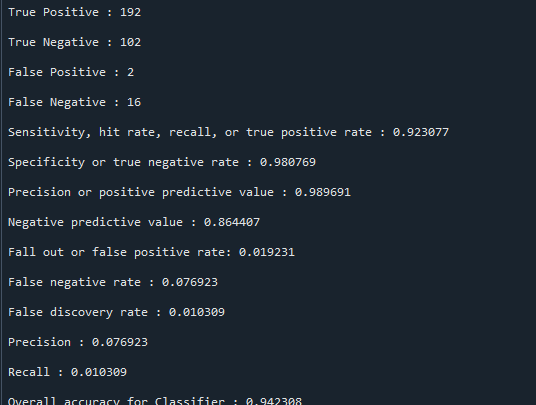 True Positive : 192
True Negative : 102
False Positive : 2
False Negative : 16
Sensitivity, hit rate, recall, or true positive rate : 0.923077
Specificity or true negative rate : 0.980769
Precision or positive predictive value : 0.989691
Negative predictive value : 0.864407
Fall out or false positive rate: 0.019231
False negative rate : 0.076923
False discovery rate : 0.010309
Precision : 0.076923
Recall : 0.010309
Overall accuracy for Classifier : 0.942308